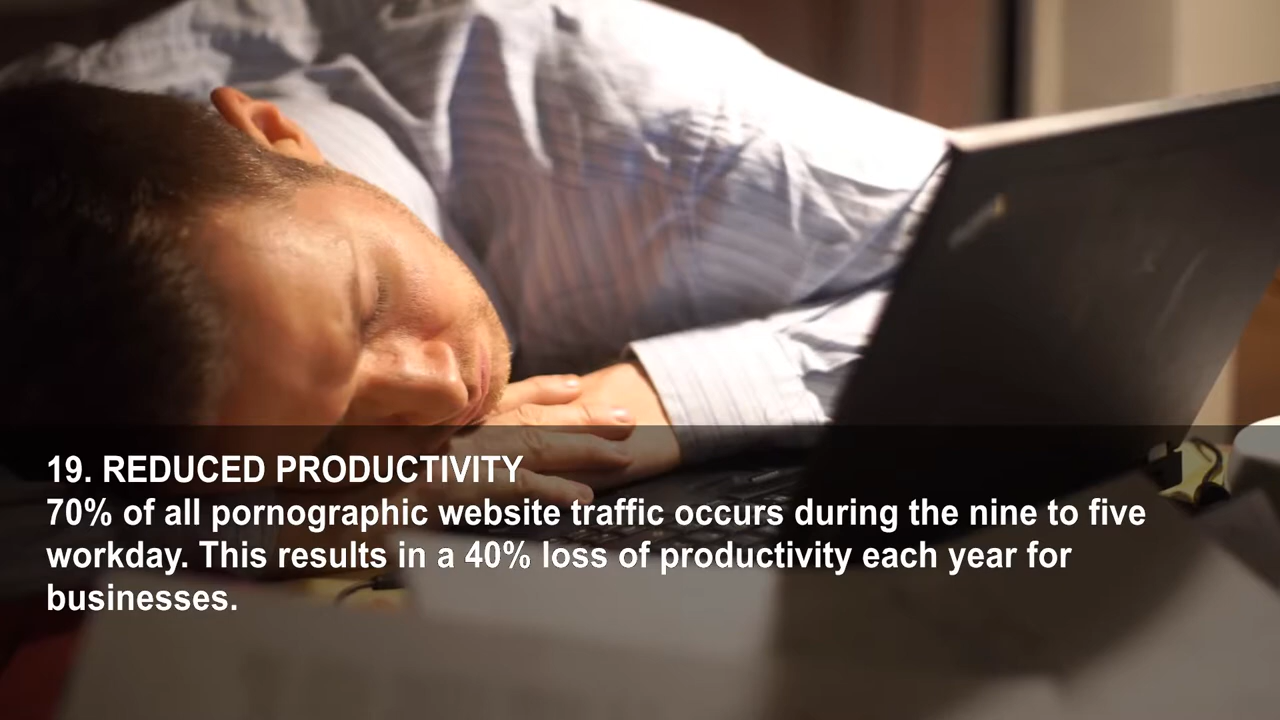 19. REDUCED PRODUCTIVITY
70% of all pornographic website traffic occurs during the nine to five
workday. This results in a 40% loss of productivity each year for
businesses.